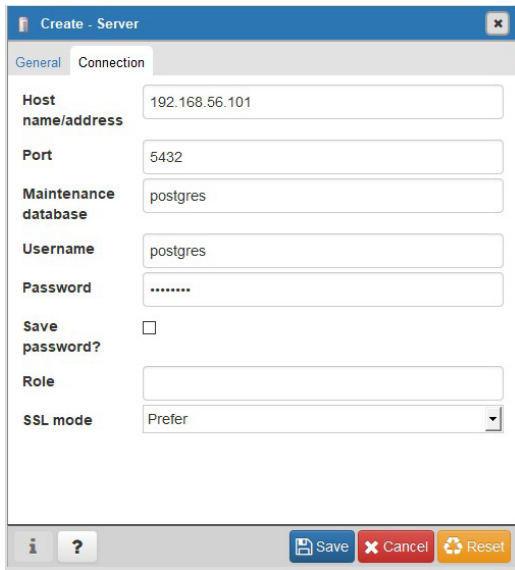 Create - Server
General Connection
Host
name/address
192.168.56.101
Port
5432
Maintenance
database
postgres
Username
postgres
Password
••••••••
Save
password?
Role
SSL mode
Prefer
i ? Save Cancel Reset